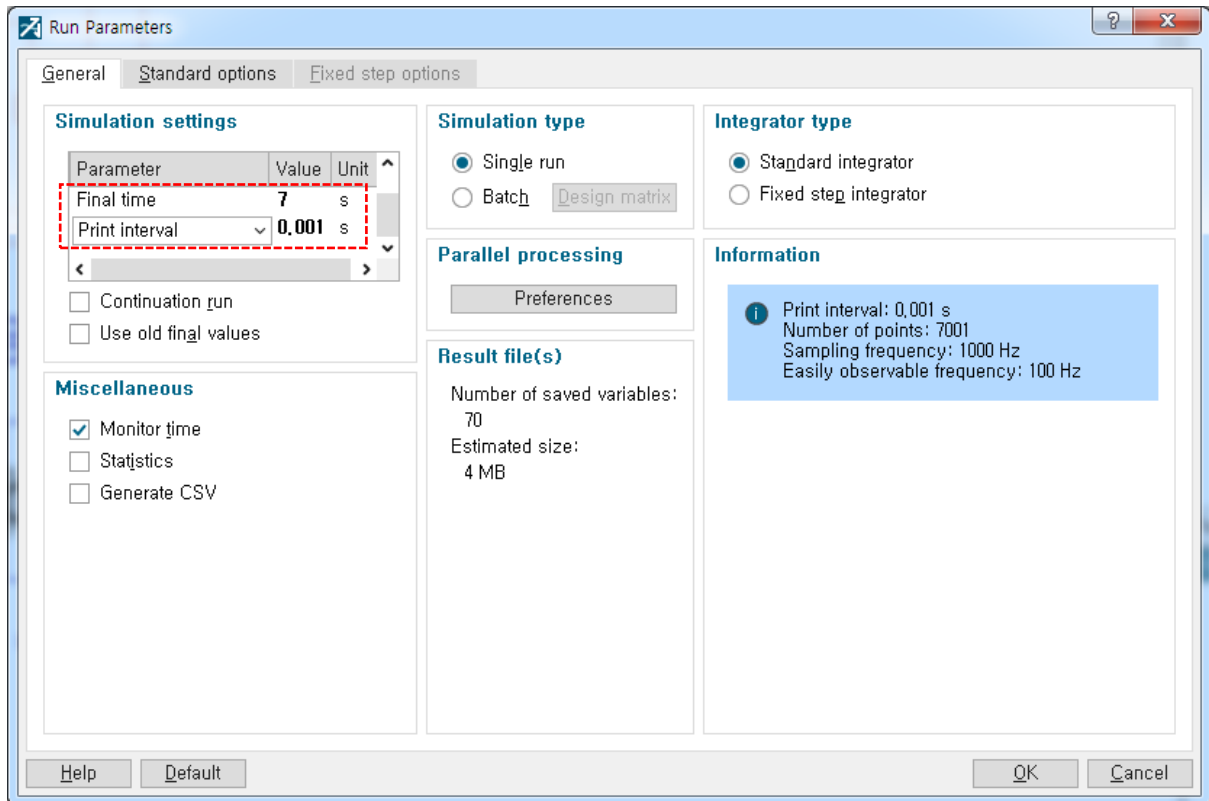 Run Parameters
?
General Standard options Fixed step options
Simulation settings
Parameter Value Unit
Final time 7 s
Print interval 0,001 s
Continuation run
Use old final values
Miscellaneous
Monitor time
Statistics
Generate CSV
Simulation type
Single run
Batch Design matrix
Parallel processing
Preferences
Result file(s)
Number of saved variables:
70
Estimated size:
4 MB
Integrator type
Standard integrator
Fixed step integrator
Information
Print interval: 0,001 s
Number of points: 7001
Sampling frequency: 1000 Hz
Easily observable frequency: 100 Hz
Help Default OK Cancel